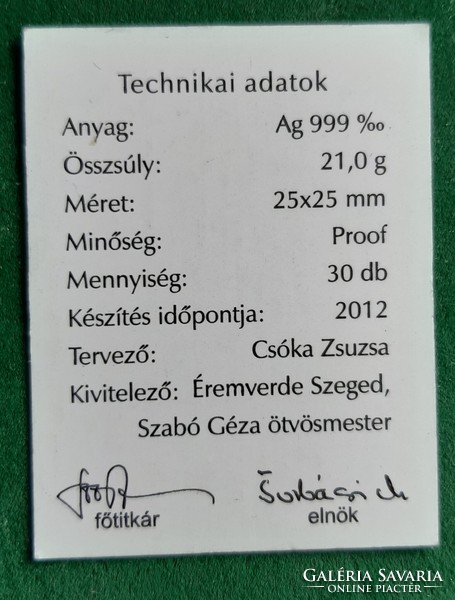 Technikai adatok
Anyag: Ag 999 ‰
Összsúly: 21,0 g
Méret: 25x25 mm
Minőség: Proof
Mennyiség: 30 db
Készítés időpontja: 2012
Tervező: Csóka Zsuzsa
Kivitelező: Éremverde Szeged,
Szabó Géza ötvösmester
főtitkár elnök
GALÉRIA SAVARIA
ONLINE PIACTÉR